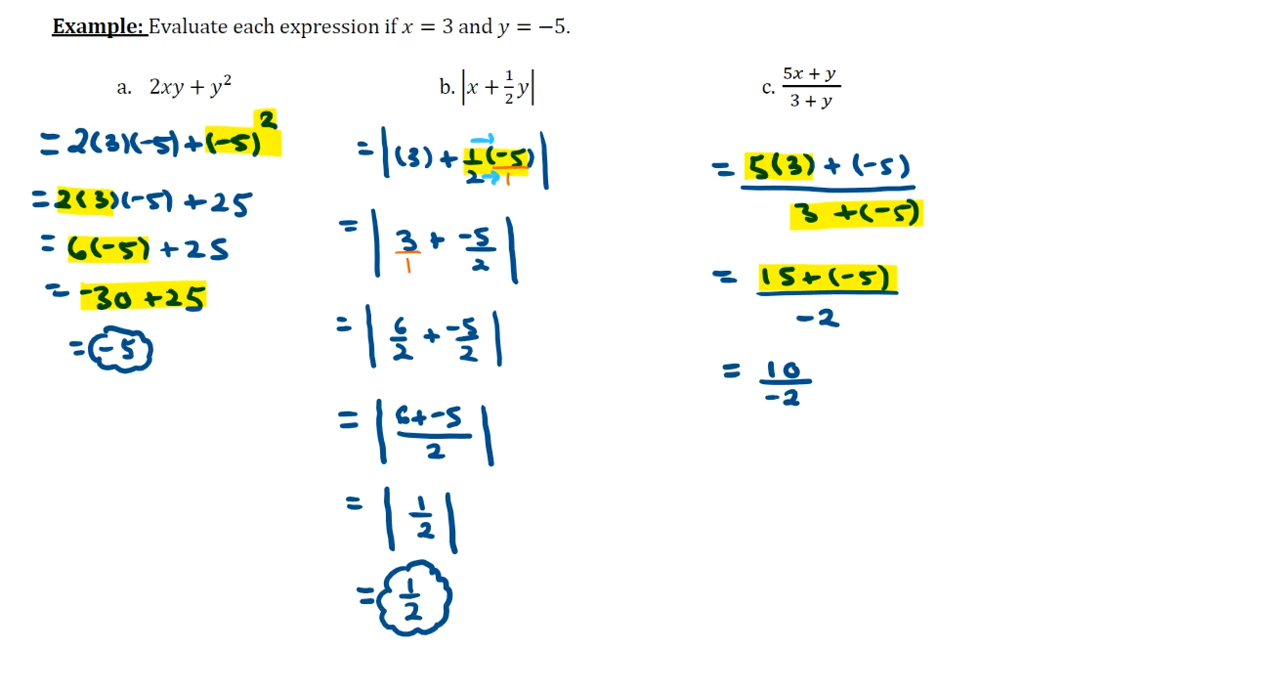 Example: Evaluate each expression if x = 3 and y = −5.
a. 2xy + y²
= 2(3)(-5) + (-5)²
= 2(3)(-5) + 25
= 6(-5) + 25
= -30 + 25
= -5
b. |x + 1/2 y|
= |(3) + 1/2 (-5)/1|
= |3/1 + -5/2|
= |6/2 + -5/2|
= |6+-5/2|
= |1/2|
= 1/2
c. 5x + y / 3 + y
= 5(3) + (-5) / 3 + (-5)
= 15 + (-5) / -2
= 10/-2